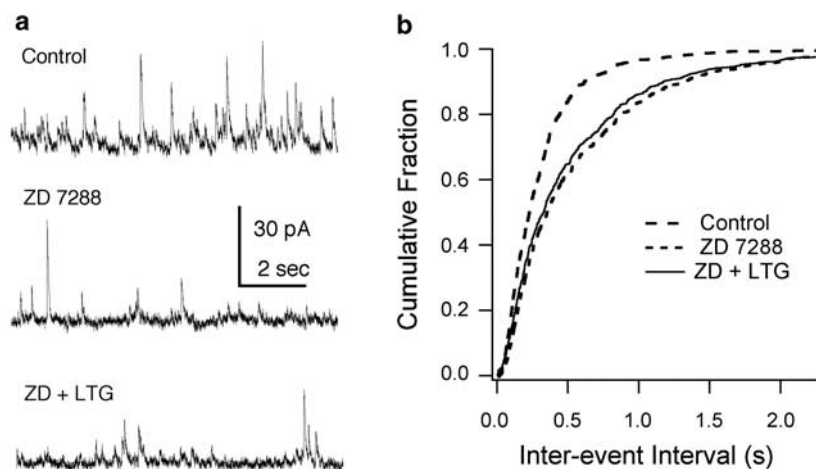 a
Control
ZD 7288
30 pA
2 sec
ZD + LTG
b
1.0
0.8
0.6
0.4
0.2
0.0
Cumulative Fraction
Control
ZD 7288
ZD + LTG
0.0 0.5 1.0 1.5 2.0
Inter-event Interval (s)